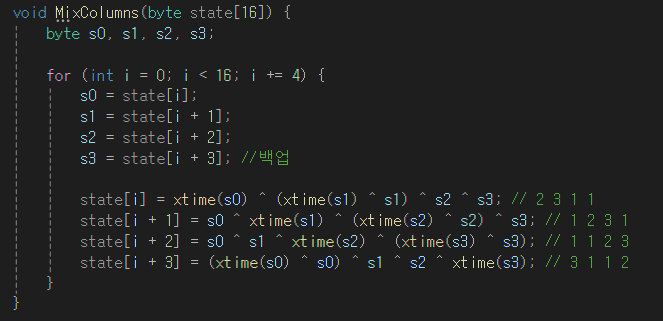 void MixColumns(byte state[16]) {
byte s0, s1, s2, s3;
for (int i = 0; i < 16; i += 4) {
s0 = state[i];
s1 = state[i + 1];
s2 = state[i + 2];
s3 = state[i + 3]; //백업
state[i] = xtime(s0) ^ (xtime(s1) ^ s1) ^ s2 ^ s3; // 2 3 1 1
state[i + 1] = s0 ^ xtime(s1) ^ (xtime(s2) ^ s2) ^ s3; // 1 2 3 1
state[i + 2] = s0 ^ s1 ^ xtime(s2) ^ (xtime(s3) ^ s3); // 1 1 2 3
state[i + 3] = (xtime(s0) ^ s0) ^ s1 ^ s2 ^ xtime(s3); // 3 1 1 2
}
}